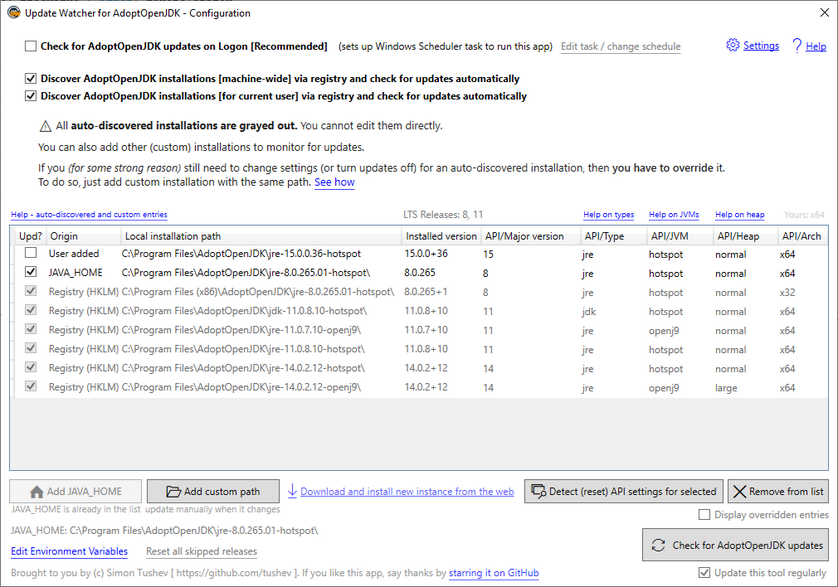 Update Watcher for AdoptOpenJDK - Configuration
Check for AdoptOpenJDK updates on Logon [Recommended] (sets up Windows Scheduler task to run this app) Edit task / change schedule Settings Help
Discover AdoptOpenJDK installations [machine-wide] via registry and check for updates automatically
Discover AdoptOpenJDK installations [for current user] via registry and check for updates automatically
All auto-discovered installations are grayed out. You cannot edit them directly.
You can also add other (custom) installations to monitor for updates.
If you (for some strong reason) still need to change settings (or turn updates off) for an auto-discovered installation, then you have to override it.
To do so, just add custom installation with the same path. See how
Help - auto-discovered and custom entries LTS Releases: 8, 11 Help on types Help on JVMs Help on heap Yours: x64
Upd? Origin Local installation path Installed version API/Major version API/Type API/JVM API/Heap API/Arch
User added C:\Program Files\AdoptOpenJDK\jre-15.0.0.36-hotspot 15.0.0+36 15 jre hotspot normal x64
JAVA_HOME C:\Program Files\AdoptOpenJDK\jre-8.0.265.01-hotspot\ 8.0.265 8 jre hotspot normal x64
Registry (HKLM) C:\Program Files (x86)\AdoptOpenJDK\jre-8.0.265.01-hotspot\ 8.0.265+1 8 jre hotspot normal x32
Registry (HKLM) C:\Program Files\AdoptOpenJDK\jdk-11.0.8.10-hotspot\ 11.0.8+10 11 jdk hotspot normal x64
Registry (HKLM) C:\Program Files\AdoptOpenJDK\jre-11.0.7.10-openj9\ 11.0.7+10 11 jre openj9 normal x64
Registry (HKLM) C:\Program Files\AdoptOpenJDK\jre-11.0.8.10-hotspot\ 11.0.8+10 11 jre hotspot normal x64
Registry (HKLM) C:\Program Files\AdoptOpenJDK\jre-14.0.2.12-hotspot\ 14.0.2+12 14 jre hotspot normal x64
Registry (HKLM) C:\Program Files\AdoptOpenJDK\jre-14.0.2.12-openj9\ 14.0.2+12 14 jre openj9 large x64
Add JAVA_HOME Add custom path Download and install new instance from the web Detect (reset) API settings for selected Remove from list
JAVA_HOME is already in the list update manually when it changes Display overridden entries
JAVA_HOME: C:\Program Files\AdoptOpenJDK\jre-8.0.265.01-hotspot\
Edit Environment Variables Reset all skipped releases Check for AdoptOpenJDK updates
Brought to you by (c) Simon Tushev [ https://github.com/tushev ]. If you like this app, say thanks by starring it on GitHub Update this tool regularly